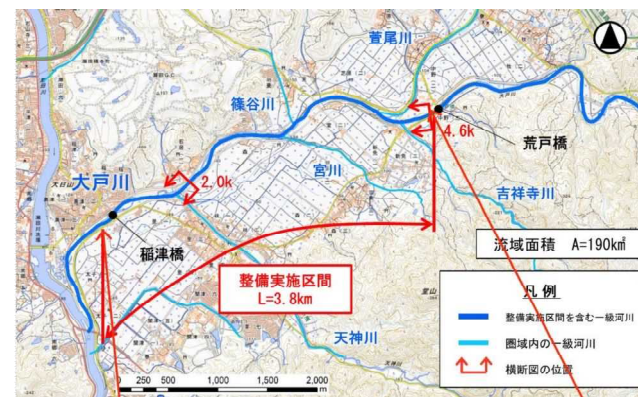 萱尾川
篠谷川
荒戸橋
4.6k
大戸川
2.0k
宮川
吉祥寺川
稲津橋
流域面積 A=190k㎡
整備実施区間
L=3.8km
凡 例
整備実施区間を含む一級河川
圏域内の一級河川
横断図の位置
天神川
0 250 500 1,000 1,500 2,000
m